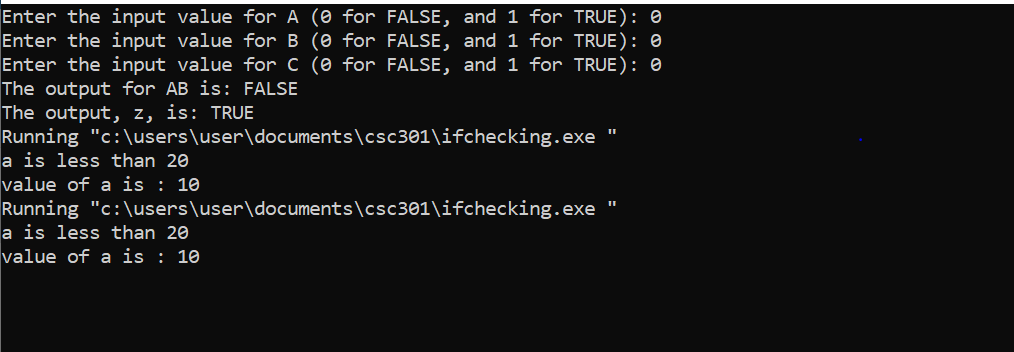 Enter the input value for A (0 for FALSE, and 1 for TRUE): 0
Enter the input value for B (0 for FALSE, and 1 for TRUE): 0
Enter the input value for C (0 for FALSE, and 1 for TRUE): 0
The output for AB is: FALSE
The output, z, is: TRUE
Running "c:\users\user\documents\csc301\ifchecking.exe "
a is less than 20
value of a is : 10
Running "c:\users\user\documents\csc301\ifchecking.exe "
a is less than 20
value of a is : 10